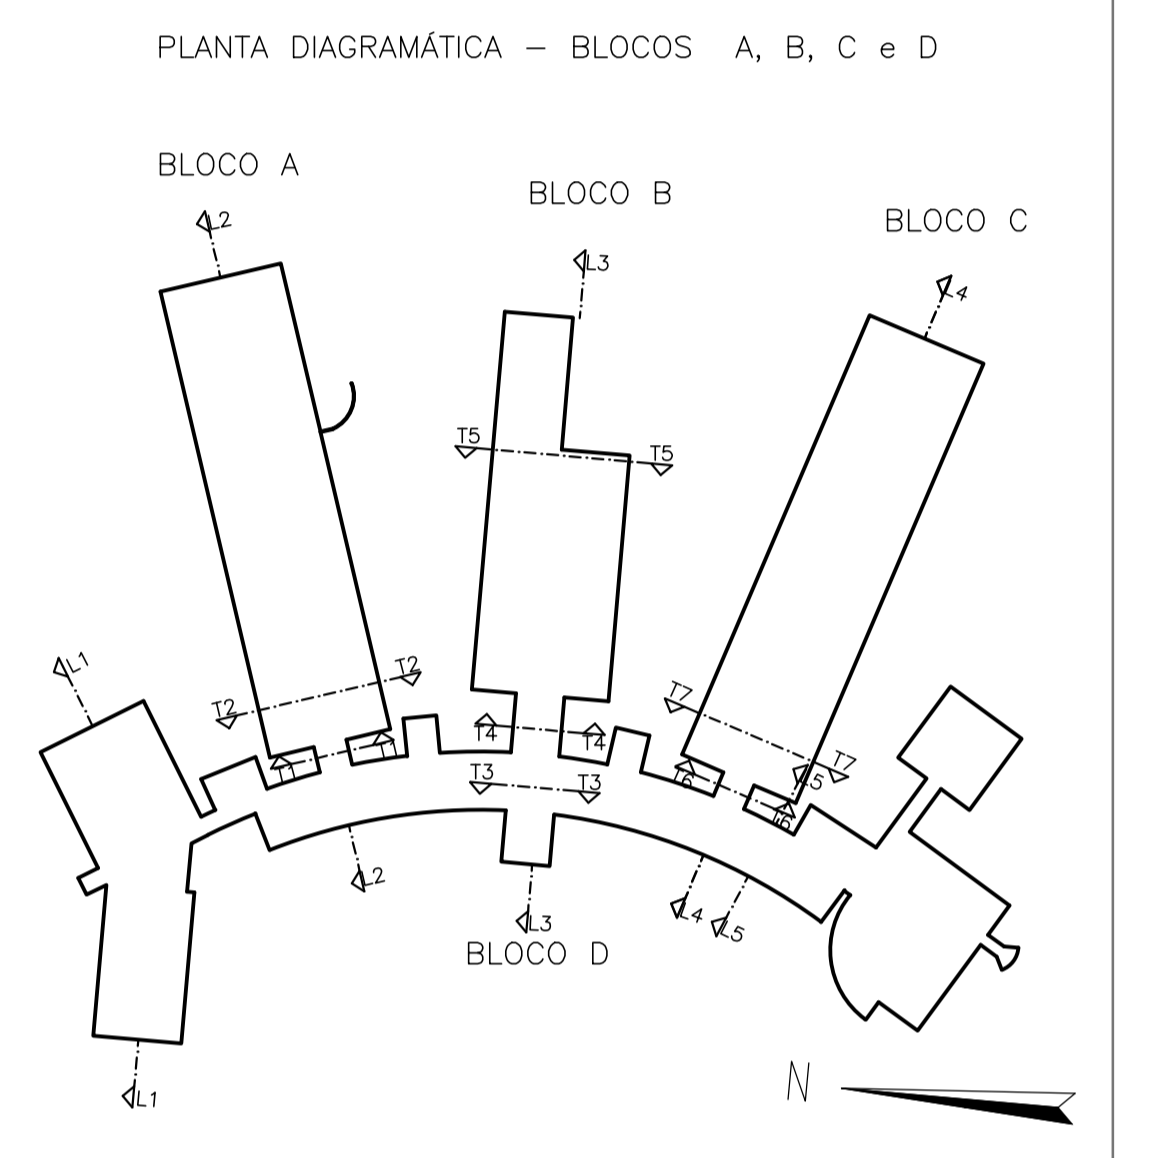 PLANTA DIAGRAMÁTICA – BLOCOS A, B, C e D
BLOCO A
BLOCO B
BLOCO C
L2
L3
L4
T5
T5
L1
T2
T2
T7
T7
T1
T1
T4
T4
T3
T3
T6
T6
L5
L2
L3
L4
L5
BLOCO D
L1
N